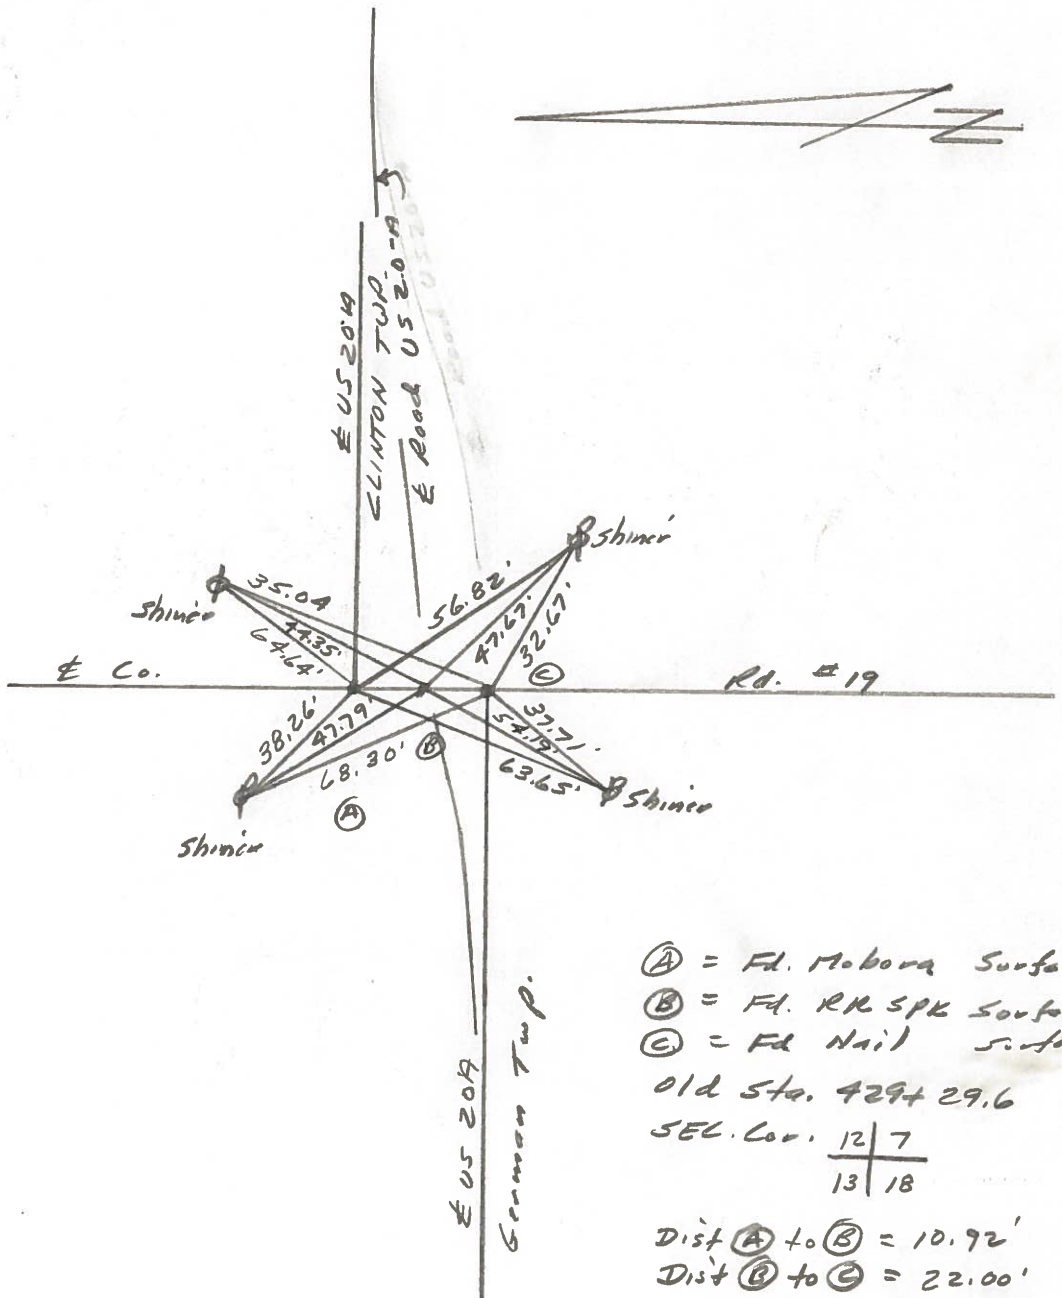 N
℄ US 20A
CLINTON TWP.
℄ Road US 20-A
Shiner
35.04
44.35'
64.64'
Shiner
56.82'
47.67'
32.67'
℄ Co. Rd. #19
C
38.26'
47.79'
68.30'
B
A
Shiner
37.71'
54.19'
63.65'
Shiner
℄ US 20A
German Twp.
A = Fd. Surfa
B = Fd. RR SPK Surfa
C = Fd Nail Surfa
Old Sta. 429+29.6
SEC. Cor. 12 | 7
13 | 18
Dist A to B = 10.92'
Dist B to C = 22.00'